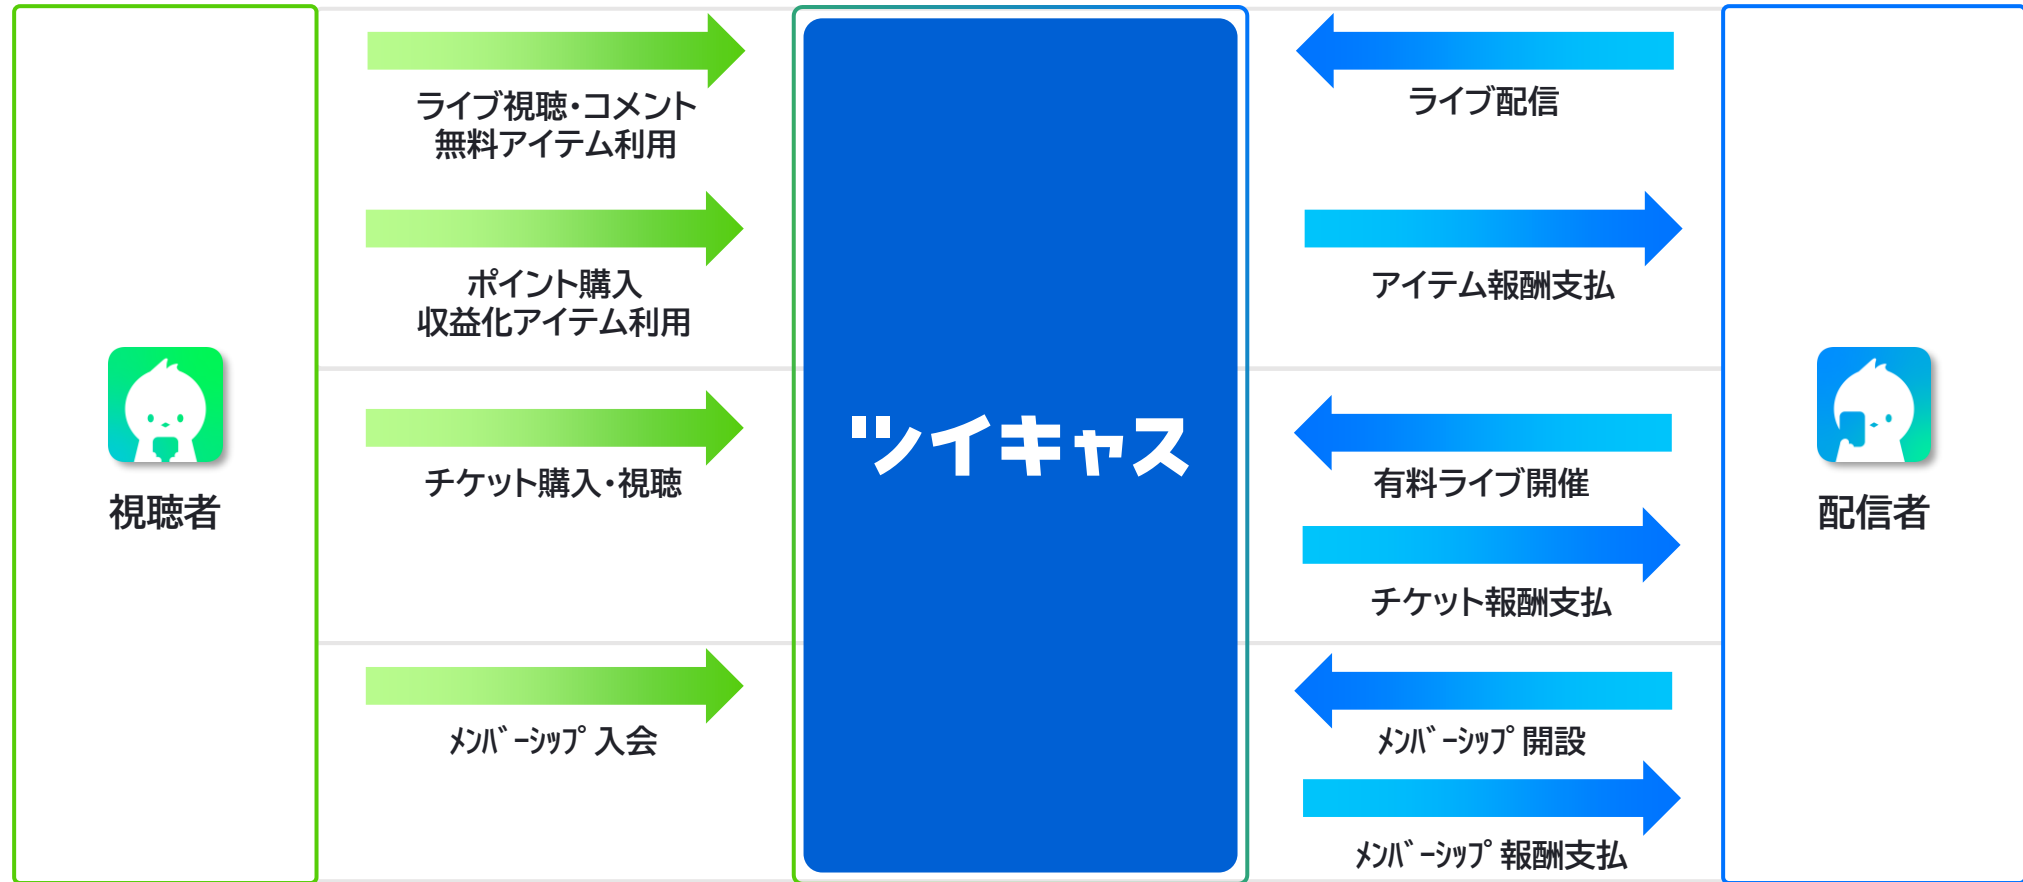 ライブ視聴・コメント
無料アイテム利用
ライブ配信
ポイント購入
収益化アイテム利用
アイテム報酬支払
視聴者
ツイキャス
配信者
チケット購入・視聴
有料ライブ開催
チケット報酬支払
ﾒﾝﾊﾞｰｼｯﾌﾟ入会
ﾒﾝﾊﾞｰｼｯﾌﾟ開設
ﾒﾝﾊﾞｰｼｯﾌﾟ報酬支払